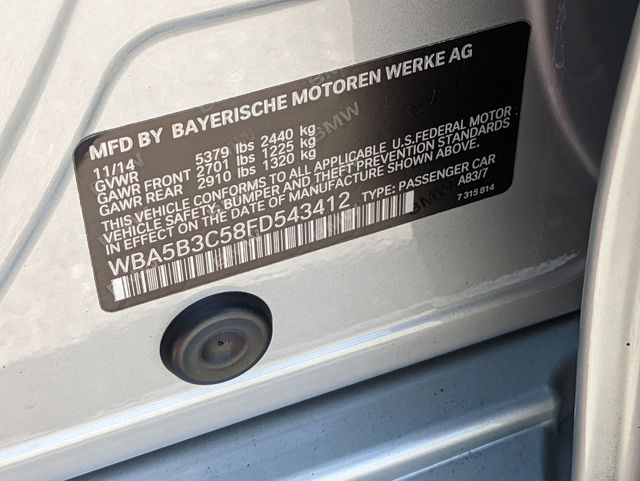 MFD BY BAYERISCHE MOTOREN WERKE AG
11/14
GVWR 5379 lbs 2440 kg
GAWR FRONT 2701 lbs 1225 kg
GAWR REAR 2910 lbs 1320 kg
THIS VEHICLE CONFORMS TO ALL APPLICABLE U.S.FEDERAL MOTOR
VEHICLE SAFETY, BUMPER AND THEFT PREVENTION STANDARDS
IN EFFECT ON THE DATE OF MANUFACTURE SHOWN ABOVE.
WBA5B3C58FD543412 TYPE: PASSENGER CAR
A83/7
7 315 814
BMW
BMW